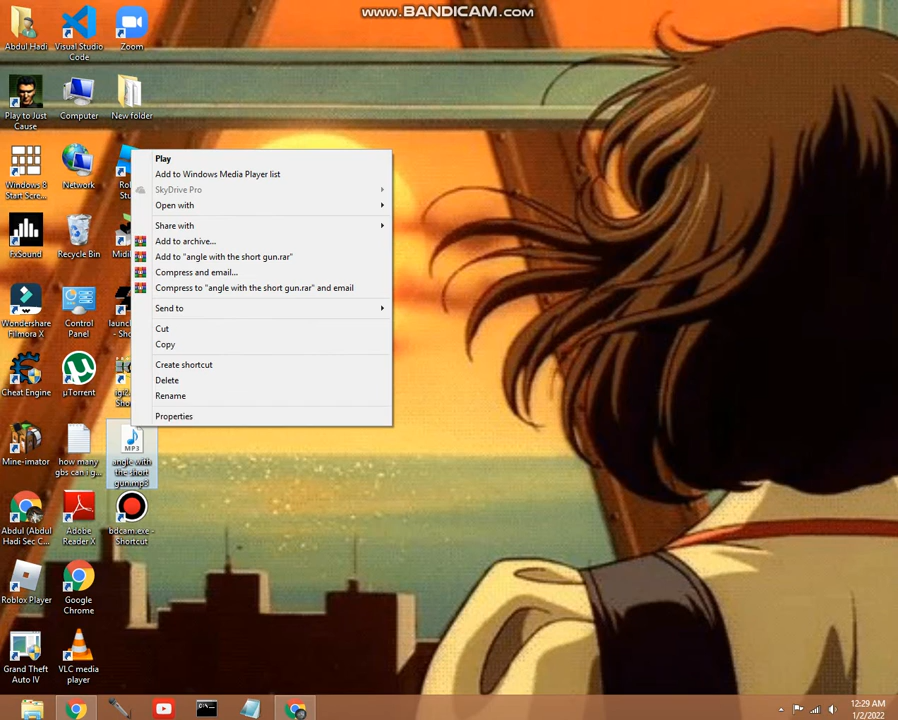 www.BANDICAM.com
Abdul Hadi
Visual Studio
Code
Zoom
Play to Just
Cause
Computer
New folder
Windows 8
Start Scre...
Network
FxSound
Recycle Bin
Wondershare
Filmora X
Control
Panel
Cheat Engine
µTorrent
Mine-imator
how many
gbs can i g...
angle with
the short
gun.mp3
MP3
Abdul (Abdul
Hadi Sec C...
Adobe
Reader X
bdcam.exe -
Shortcut
Roblox Player
Google
Chrome
Grand Theft
Auto IV
VLC media
player
Play
Add to Windows Media Player list
SkyDrive Pro
Open with
Share with
Add to archive...
Add to "angle with the short gun.rar"
Compress and email...
Compress to "angle with the short gun.rar" and email
Send to
Cut
Copy
Create shortcut
Delete
Rename
Properties
12:29 AM
1/2/2022